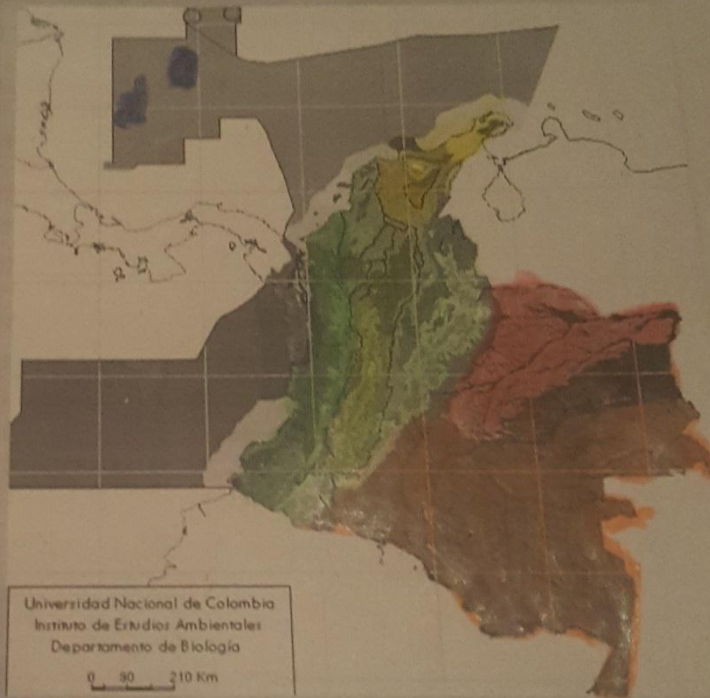 Universidad Nacional de Colombia
Instituto de Estudios Ambientales
Departamento de Biología
0 90 210 Km